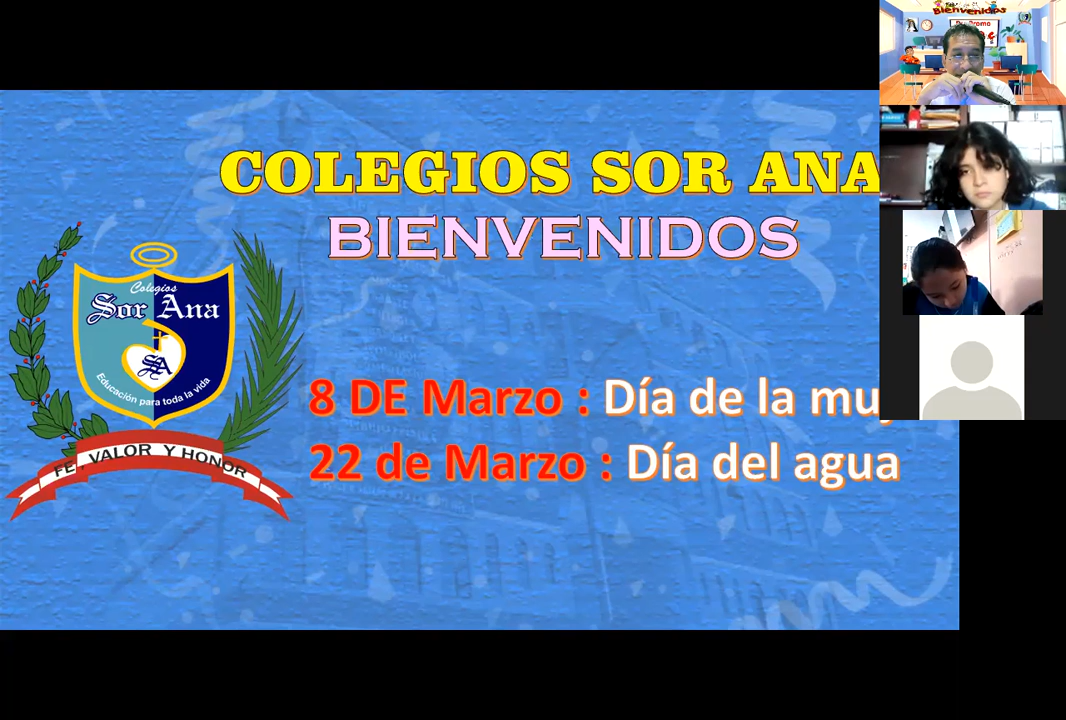 COLEGIOS SOR ANA
BIENVENIDOS
Colegios
Sor Ana
SA
Educación para toda la vida
FE, VALOR Y HONOR
8 DE Marzo : Día de la
22 de Marzo : Día del agua
Bienvenidos